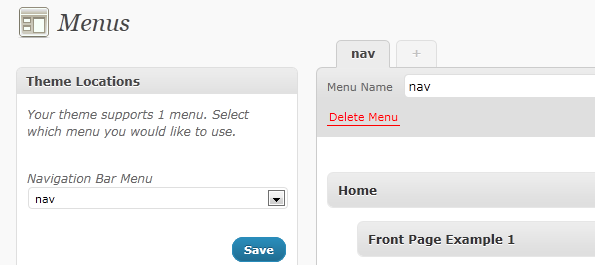 Menus
Theme Locations
Your theme supports 1 menu. Select
which menu you would like to use.
Navigation Bar Menu
nav
Save
nav +
Menu Name nav
Delete Menu
Home
Front Page Example 1